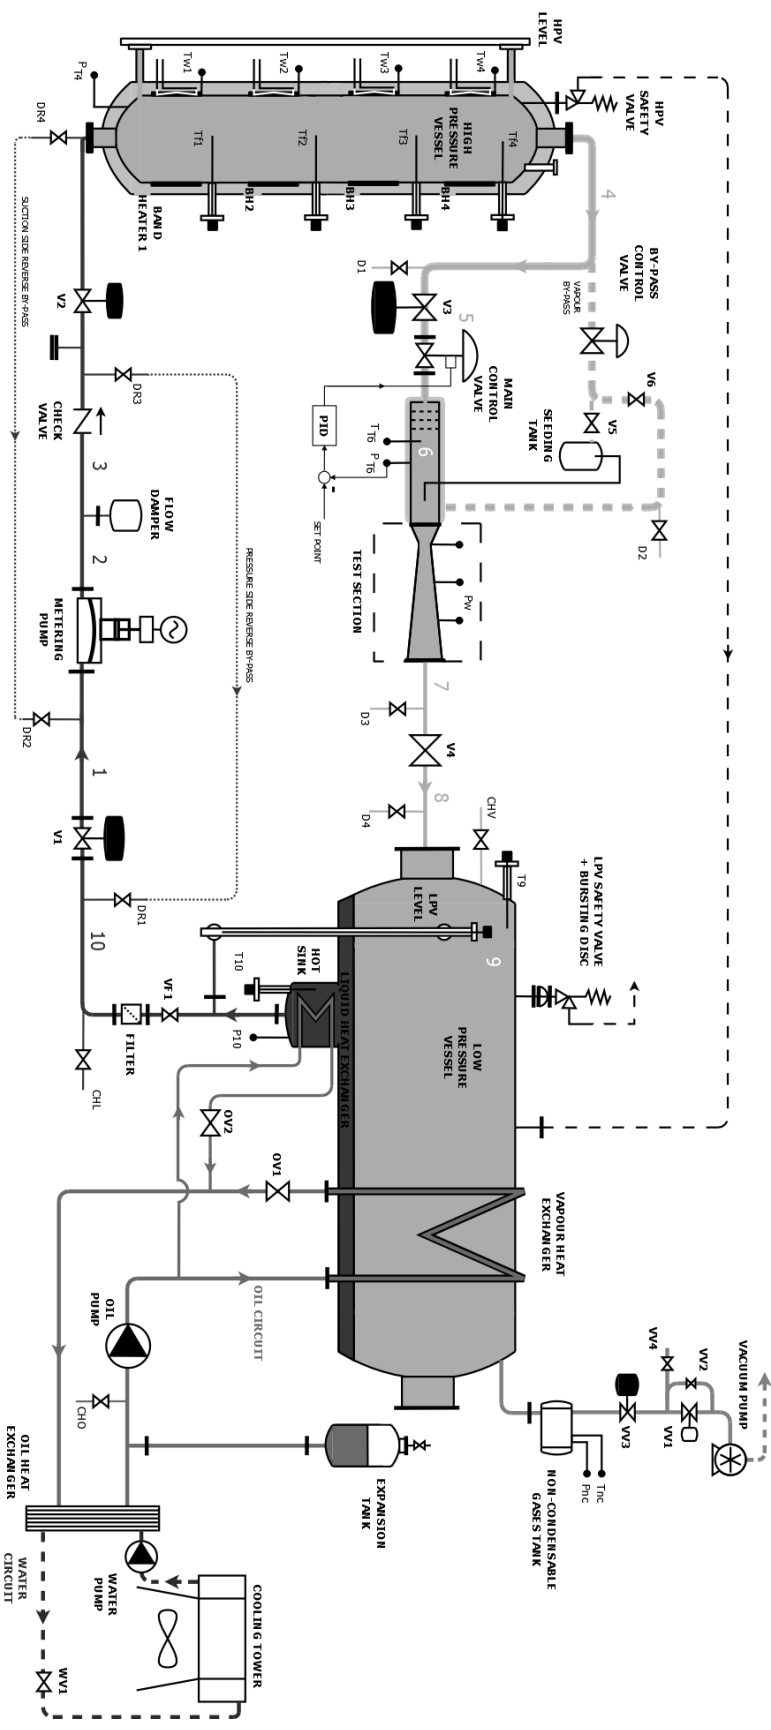 HPV
LEVEL
P T4
Tw1
Tw2
Tw3
Tw4
HPV
SAFETY
VALVE
DR4
Tf1
Tf2
Tf3
Tf4
HIGH
PRESSURE
VESSEL
BAND
HEATER 1
BH2
BH3
BH4
4
SUCTION SIDE REVERSE BY-PASS
D1
BY-PASS
CONTROL
VALVE
VAPOUR
BY-PASS
V2
V3
5
MAIN
CONTROL
VALVE
V6
V5
SEEDING
TANK
DR3
CHECK
VALVE
PID
T T6
P T6
6
-
SET POINT
3
FLOW
DAMPER
2
D2
TEST SECTION
Pw
PRESSURE SIDE REVERSE BY-PASS
METERING
PUMP
DR2
7
D3
V4
1
8
D4
CHV
V1
DR1
T9
LPV SAFETY VALVE
+ BURSTING DISC
LPV
LEVEL
10
9
HOT
SINK
T10
LIQUID HEAT EXCHANGER
VF1
FILTER
P10
LOW
PRESSURE
VESSEL
CHL
OV2
OV1
VAPOUR HEAT
EXCHANGER
OIL
PUMP
OIL CIRCUIT
CHO
VV4
VV2
VACUUM PUMP
VV1
VV3
Tnc
Pnc
NON-CONDENSABLE
GASES TANK
EXPANSION
TANK
OIL HEAT
EXCHANGER
WATER
CIRCUIT
WATER
PUMP
COOLING TOWER
WV1